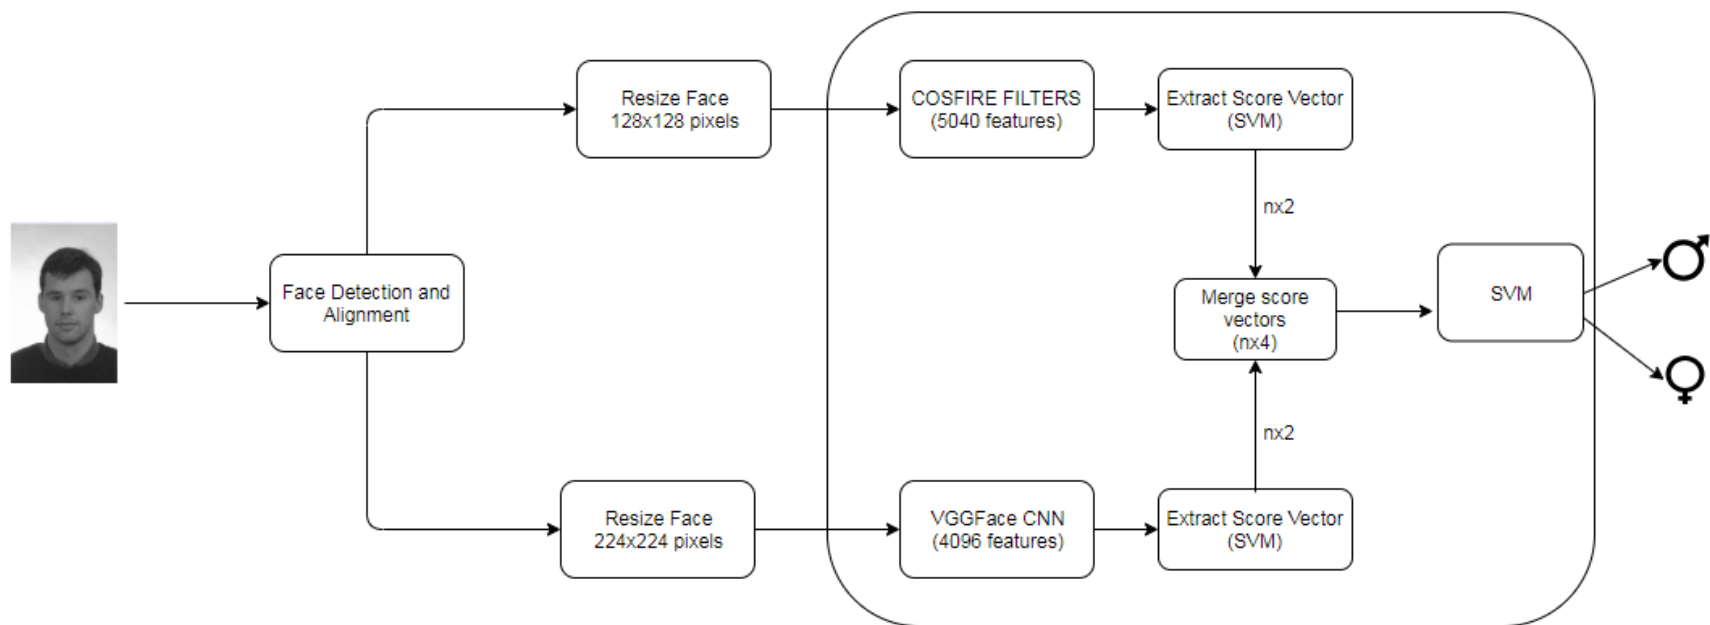 Resize Face
128x128 pixels
COSFIRE FILTERS
(5040 features)
Extract Score Vector
(SVM)
nx2
Face Detection and
Alignment
Merge score
vectors
(nx4)
SVM
nx2
Resize Face
224x224 pixels
VGGFace CNN
(4096 features)
Extract Score Vector
(SVM)